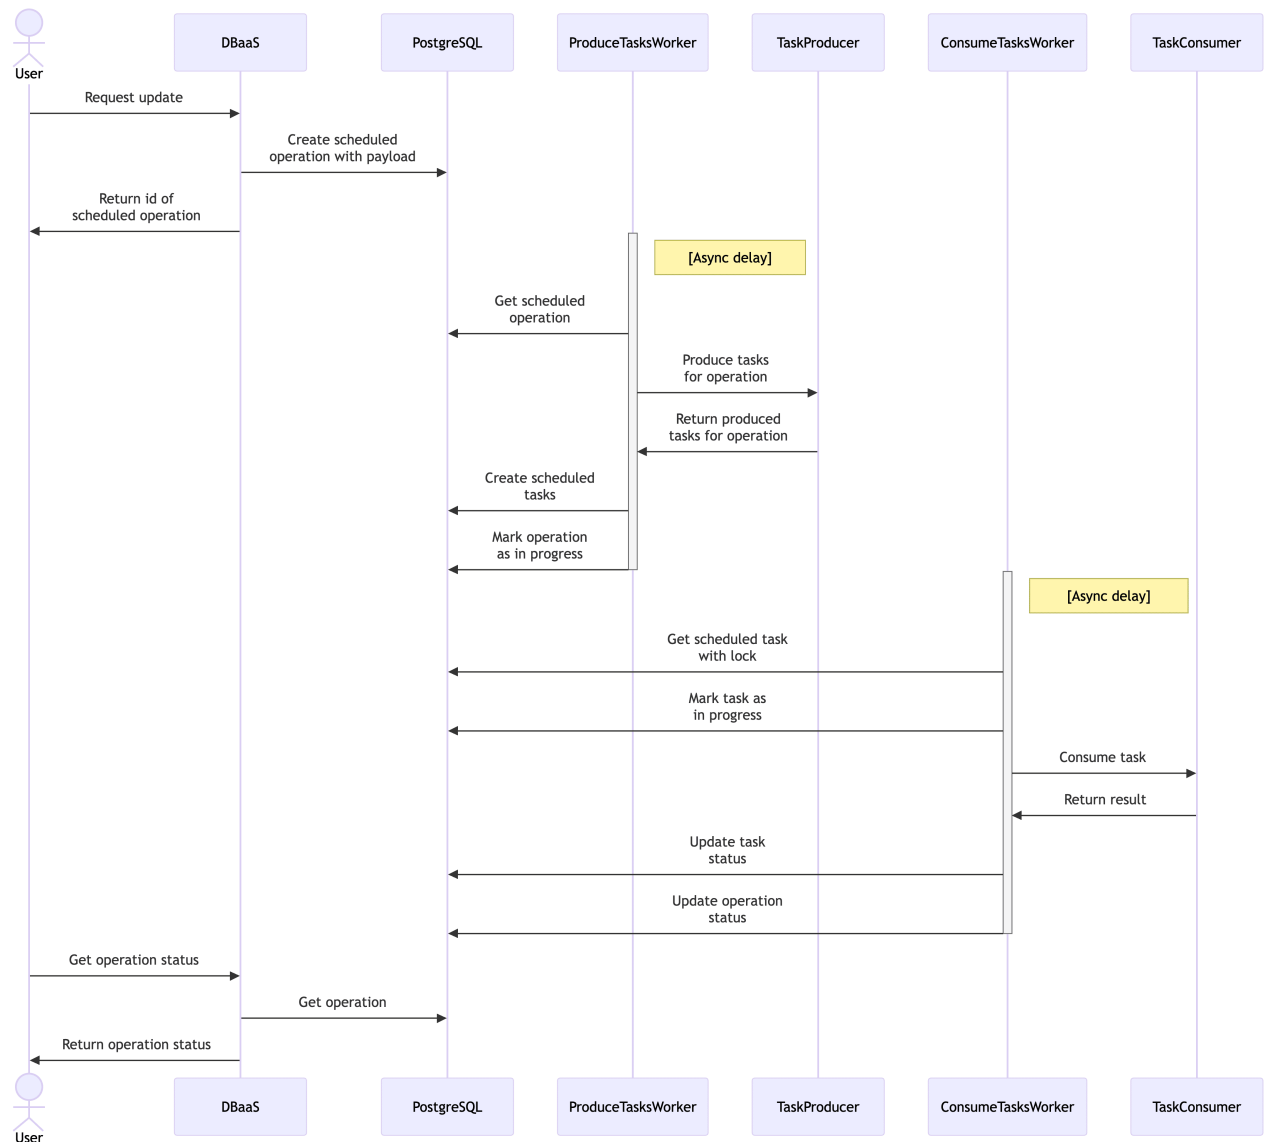 DBaaS
PostgreSQL
ProduceTasksWorker
TaskProducer
ConsumeTasksWorker
TaskConsumer
User
Request update
Create scheduled
operation with payload
Return id of
scheduled operation
[Async delay]
Get scheduled
operation
Produce tasks
for operation
Return produced
tasks for operation
Create scheduled
tasks
Mark operation
as in progress
[Async delay]
Get scheduled task
with lock
Mark task as
in progress
Consume task
Return result
Update task
status
Update operation
status
Get operation status
Get operation
Return operation status
DBaaS
PostgreSQL
ProduceTasksWorker
TaskProducer
ConsumeTasksWorker
TaskConsumer
User